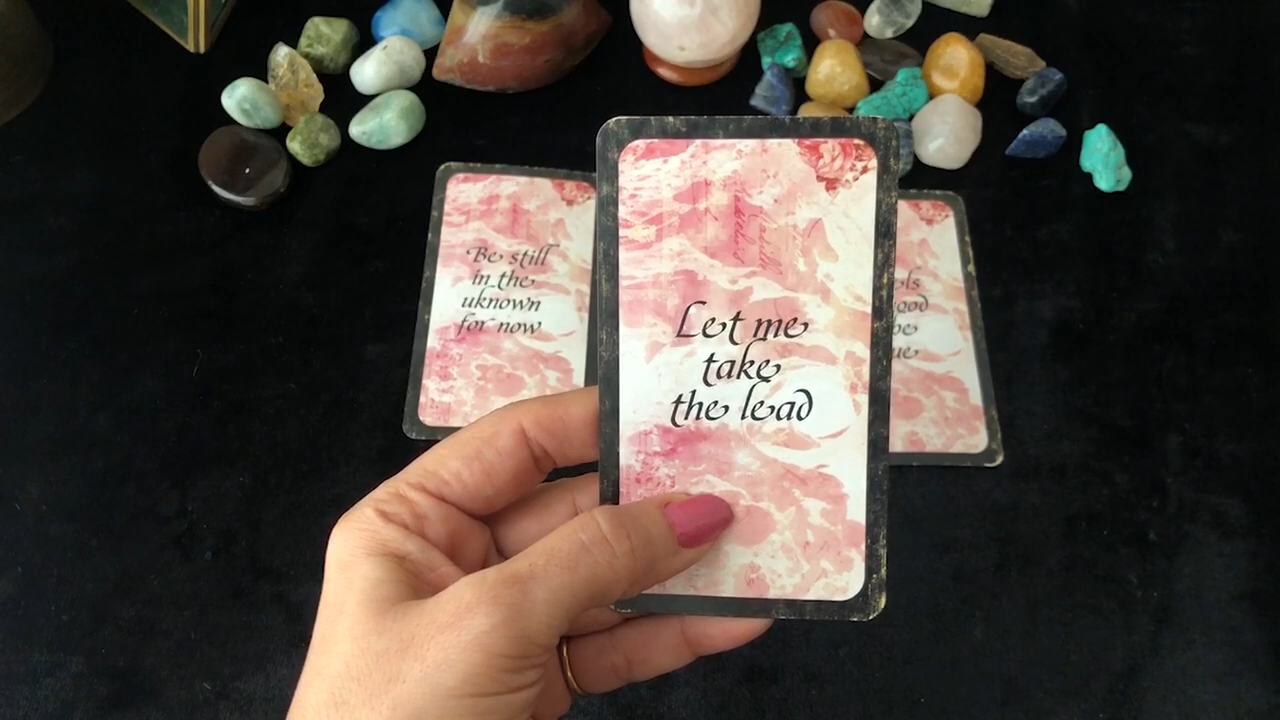 Be still
in the
uknown
for now
Let me
take
the lead